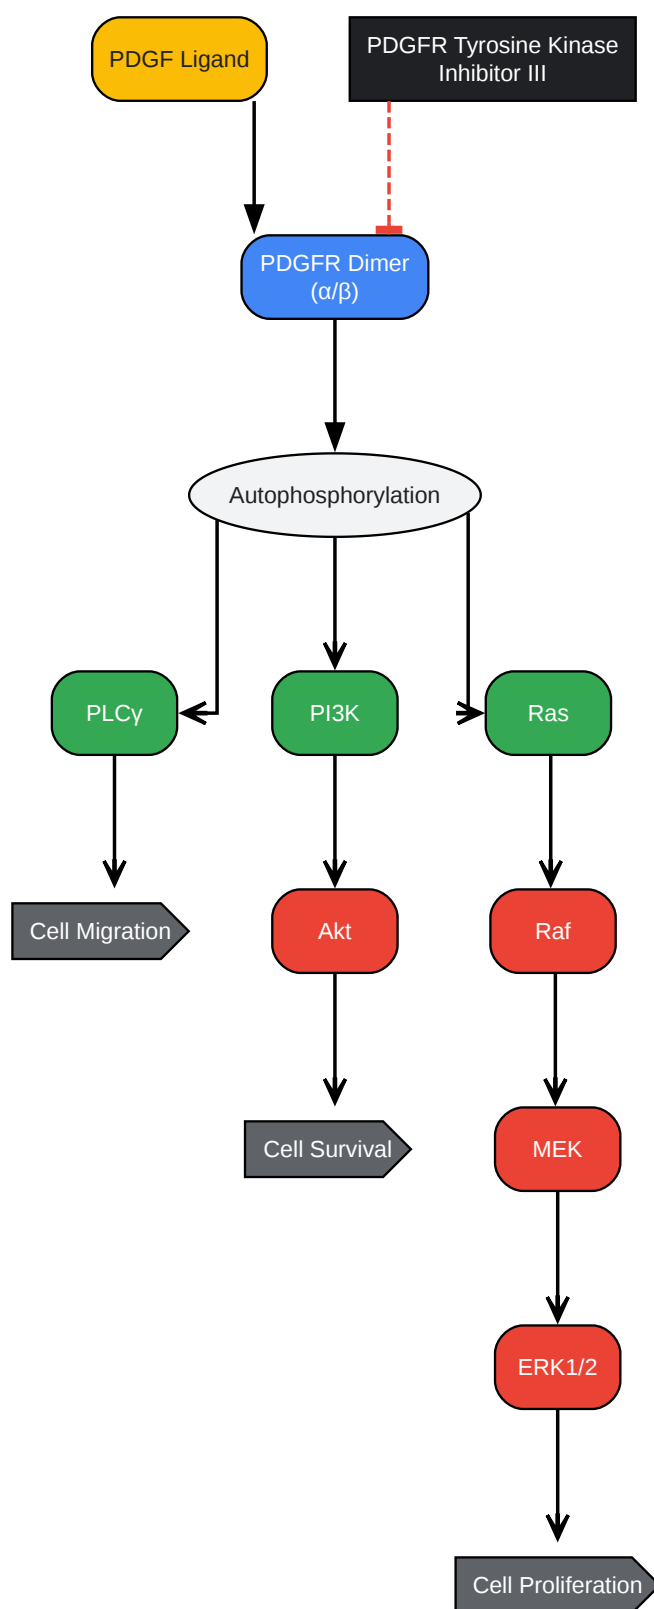 PDGF Ligand
PDGFR Tyrosine Kinase
Inhibitor III
PDGFR Dimer
(α/β)
Autophosphorylation
PLCγ
PI3K
Ras
Cell Migration
Akt
Raf
Cell Survival
MEK
ERK1/2
Cell Proliferation